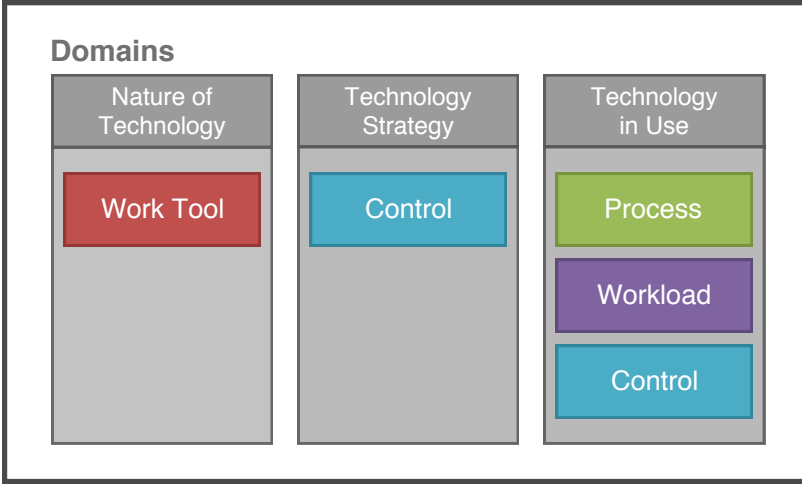 Domains
Nature of
Technology
Work Tool
Technology
Strategy
Control
Technology
in Use
Process
Workload
Control